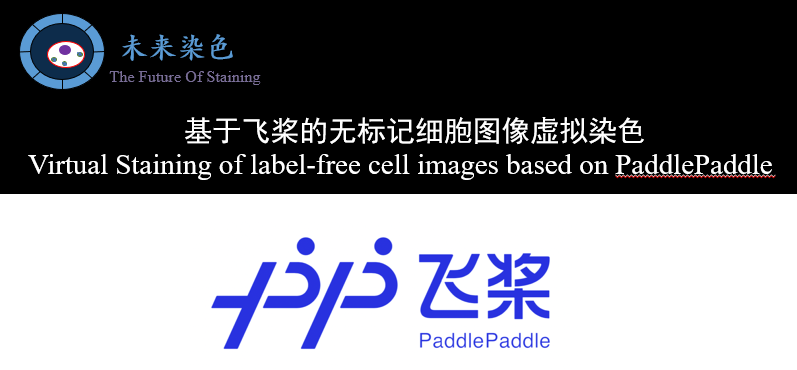 未来染色
The Future Of Staining
基于飞桨的无标记细胞图像虚拟染色
Virtual Staining of label-free cell images based on PaddlePaddle
飞桨
PaddlePaddle